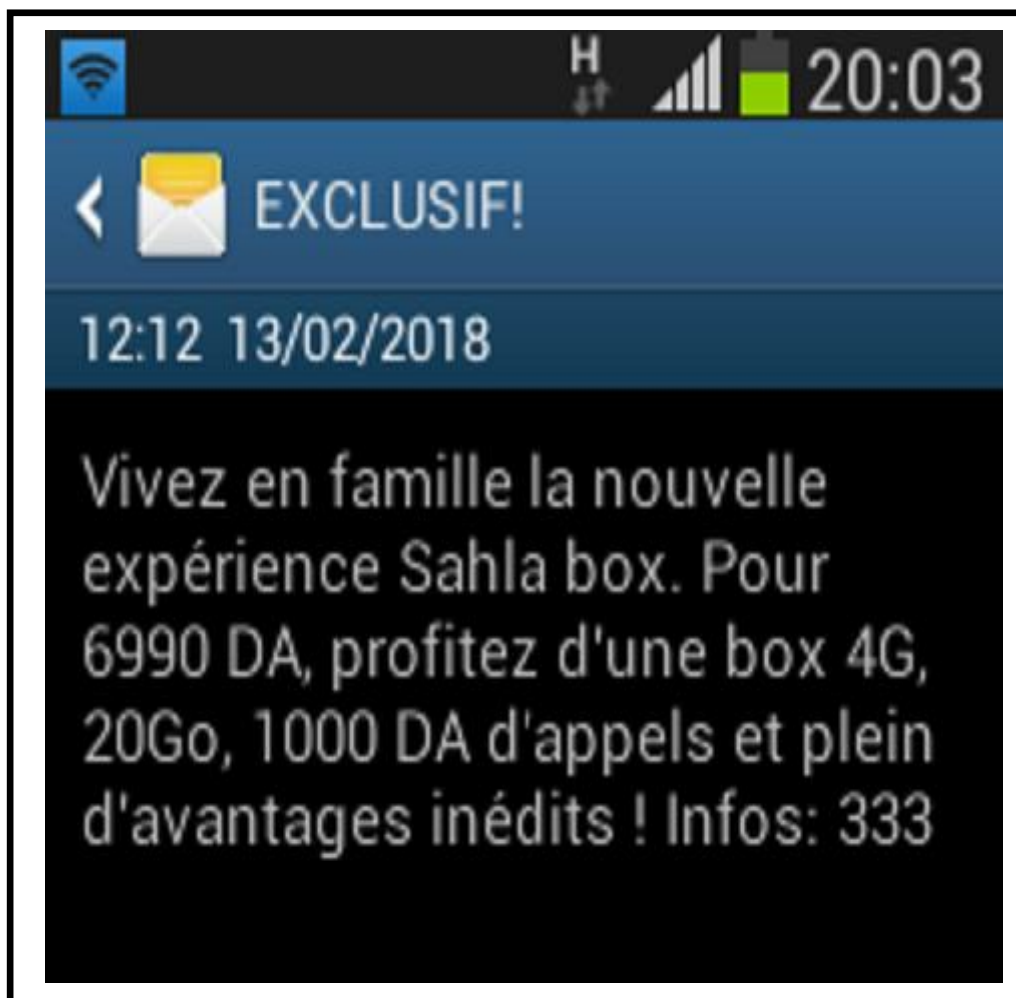 H 20:03
EXCLUSIF!
12:12 13/02/2018
Vivez en famille la nouvelle
expérience Sahla box. Pour
6990 DA, profitez d'une box 4G,
20Go, 1000 DA d'appels et plein
d'avantages inédits ! Infos: 333